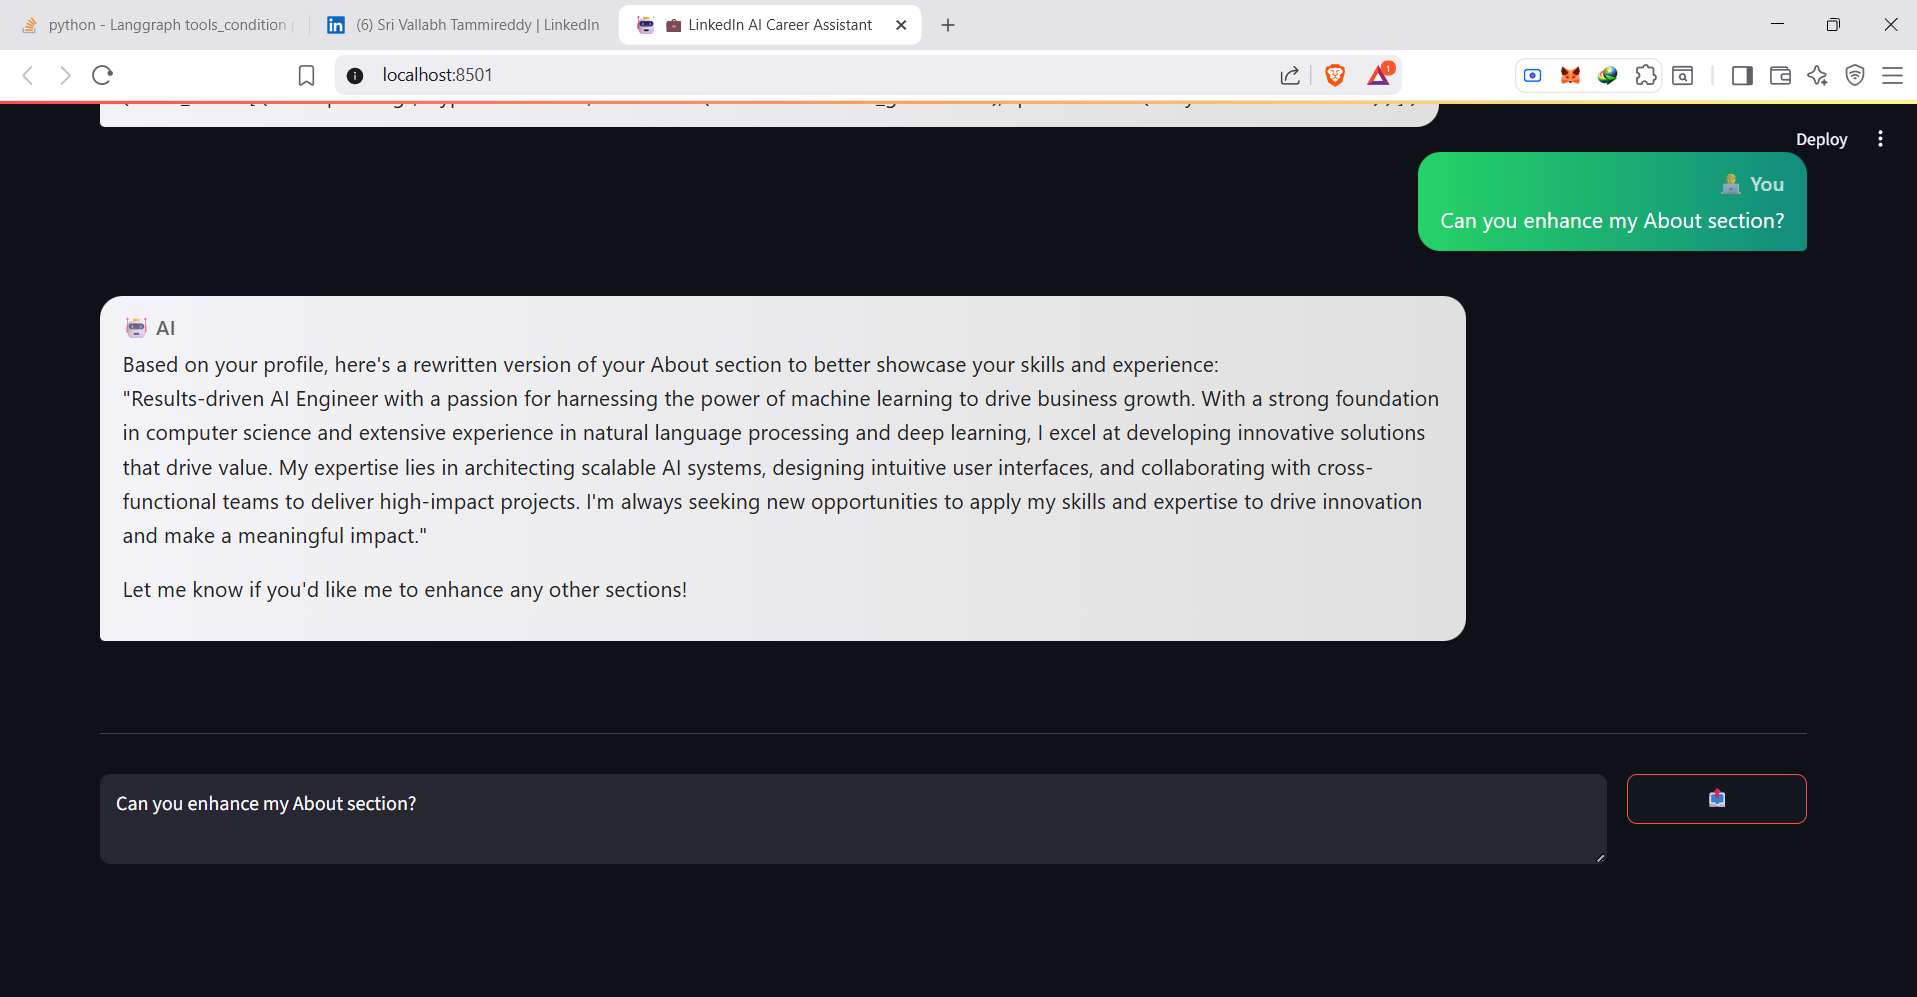 python - Langgraph tools_condition
(6) Sri Vallabh Tammireddy | LinkedIn
LinkedIn AI Career Assistant
localhost:8501
1
Deploy
You
Can you enhance my About section?
AI
Based on your profile, here's a rewritten version of your About section to better showcase your skills and experience:
"Results-driven AI Engineer with a passion for harnessing the power of machine learning to drive business growth. With a strong foundation
in computer science and extensive experience in natural language processing and deep learning, I excel at developing innovative solutions
that drive value. My expertise lies in architecting scalable AI systems, designing intuitive user interfaces, and collaborating with cross-
functional teams to deliver high-impact projects. I'm always seeking new opportunities to apply my skills and expertise to drive innovation
and make a meaningful impact."
Let me know if you'd like me to enhance any other sections!
Can you enhance my About section?